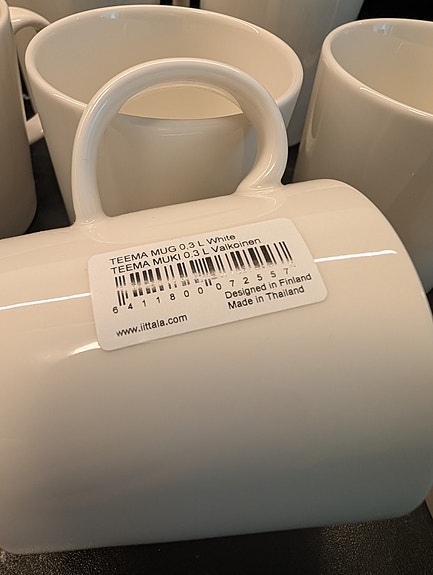 TEEMA MUG 0.3 L White
TEEMA MUKI 0.3 L Valkoinen
6 411800 072557
Designed in Finland
Made in Thailand
www.iittala.com